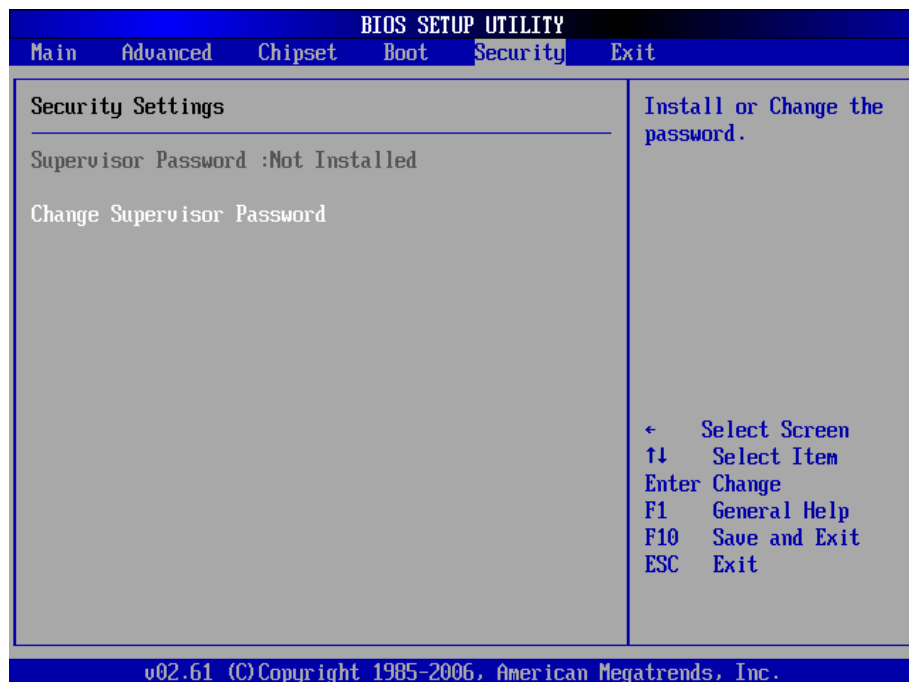 BIOS SETUP UTILITY
Main Advanced Chipset Boot Security Exit
Security Settings
Supervisor Password :Not Installed
Change Supervisor Password
Install or Change the
password.
← Select Screen
↑↓ Select Item
Enter Change
F1 General Help
F10 Save and Exit
ESC Exit
v02.61 (C)Copyright 1985-2006, American Megatrends, Inc.